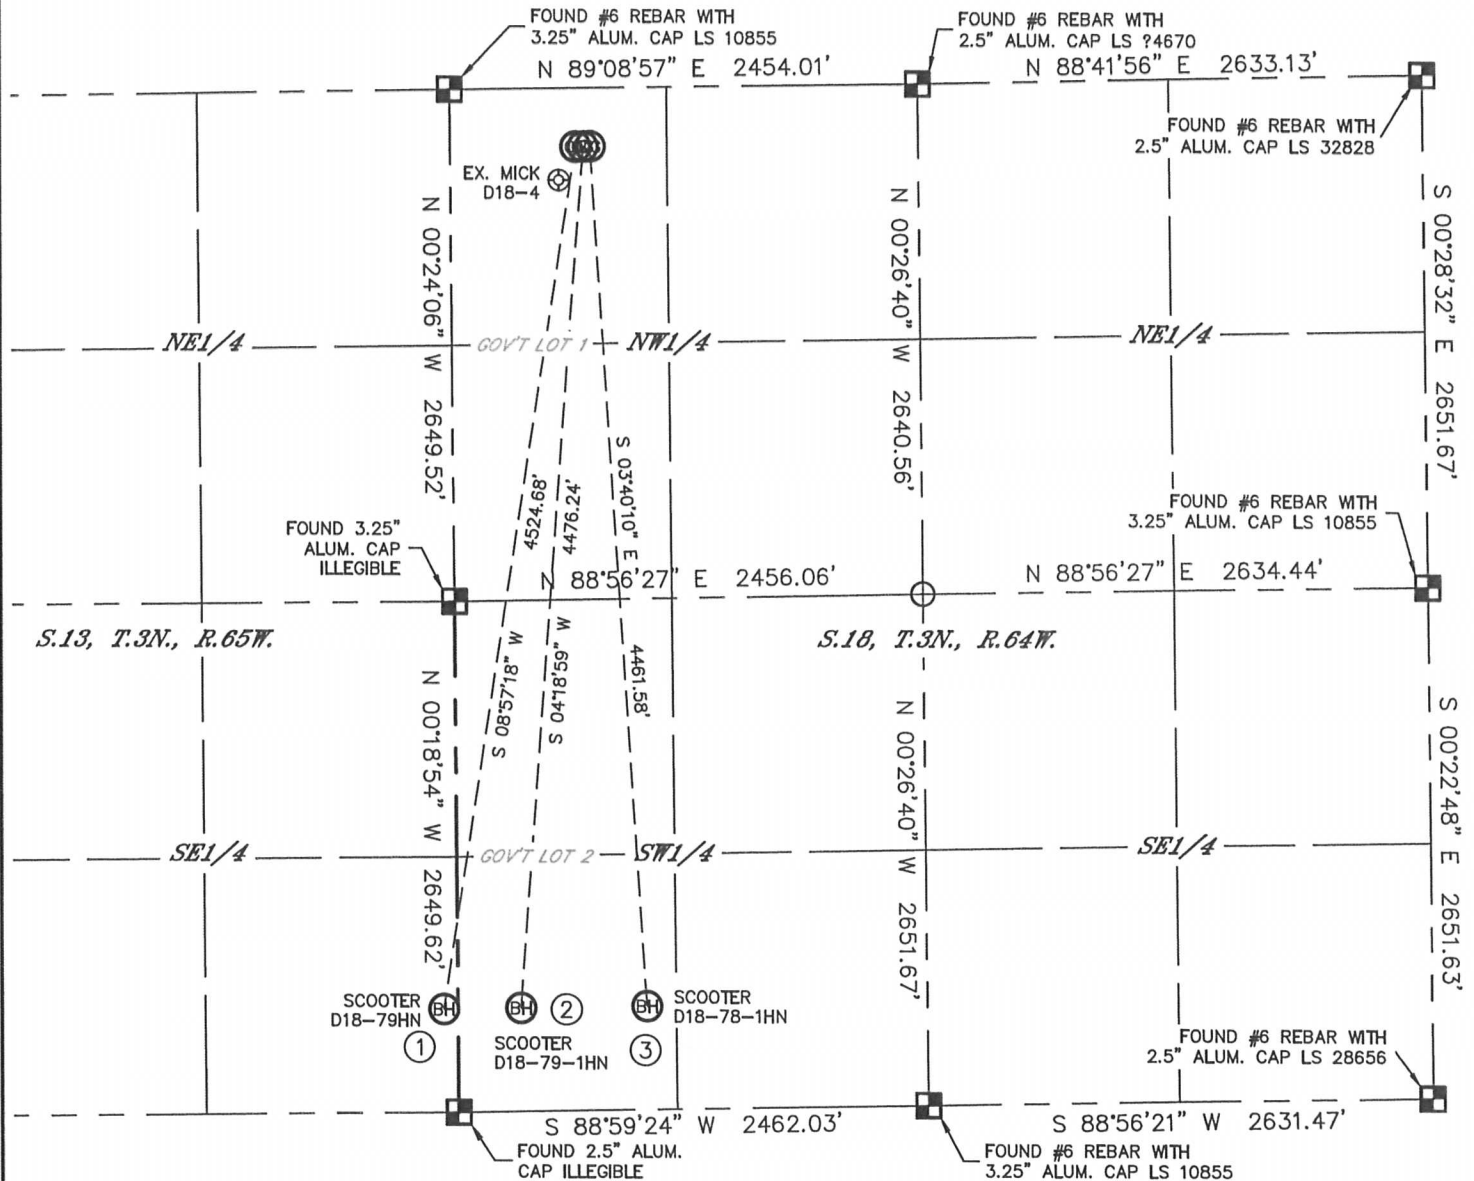 FOUND #6 REBAR WITH
3.25" ALUM. CAP LS 10855
FOUND #6 REBAR WITH
2.5" ALUM. CAP LS ?4670
N 89°08'57" E 2454.01'
N 88°41'56" E 2633.13'
FOUND #6 REBAR WITH
2.5" ALUM. CAP LS 32828
EX. MICK
D18-4
N 00°24'06" W 2649.52'
N 00°26'40" W 2640.56'
S 00°28'32" E 2651.67'
NE1/4
GOV'T LOT 1
NW1/4
NE1/4
4524.68'
4476.24'
S 03°40'10" E
FOUND 3.25"
ALUM. CAP
ILLEGIBLE
FOUND #6 REBAR WITH
3.25" ALUM. CAP LS 10855
N 88°56'27" E 2456.06'
N 88°56'27" E 2634.44'
S.13, T.3N., R.65W.
S.18, T.3N., R.64W.
S 08°57'18" W
S 04°18'59" W
4461.58'
N 00°18'54" W 2649.62'
N 00°26'40" W 2651.67'
S 00°22'48" E 2651.63'
SE1/4
GOV'T LOT 2
SW1/4
SE1/4
SCOOTER
D18-79HN
BH
1
BH
2
SCOOTER
D18-79-1HN
BH
SCOOTER
D18-78-1HN
3
FOUND #6 REBAR WITH
2.5" ALUM. CAP LS 28656
S 88°59'24" W 2462.03'
S 88°56'21" W 2631.47'
FOUND 2.5" ALUM.
CAP ILLEGIBLE
FOUND #6 REBAR WITH
3.25" ALUM. CAP LS 10855